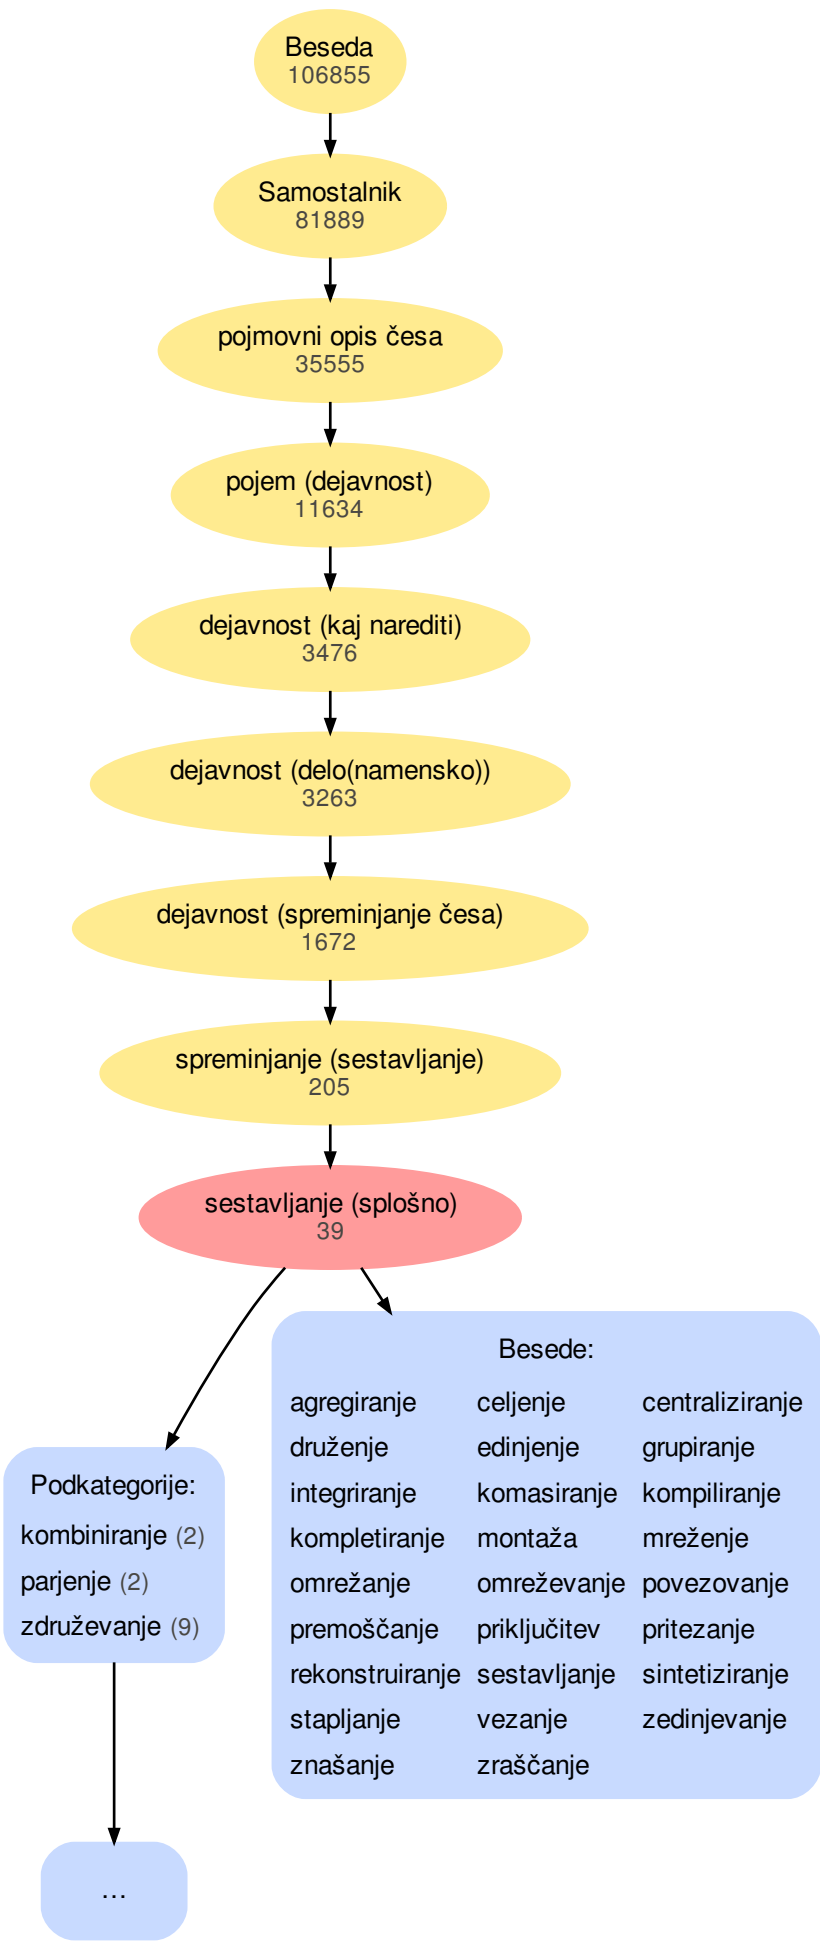 Beseda
106855
Samostalnik
81889
pojmovni opis česa
35555
pojem (dejavnost)
11634
dejavnost (kaj narediti)
3476
dejavnost (delo(namensko))
3263
dejavnost (spreminjanje česa)
1672
spreminjanje (sestavljanje)
205
sestavljanje (splošno)
39
Podkategorije:
kombiniranje (2)
parjenje (2)
združevanje (9)
...
Besede:
agregiranje celjenje centraliziranje
druženje edinjenje grupiranje
integriranje komasiranje kompiliranje
kompletiranje montaža mreženje
omrežanje omreževanje povezovanje
premoščanje priključitev pritezanje
rekonstruiranje sestavljanje sintetiziranje
stapljanje vezanje zedinjevanje
znašanje zraščanje